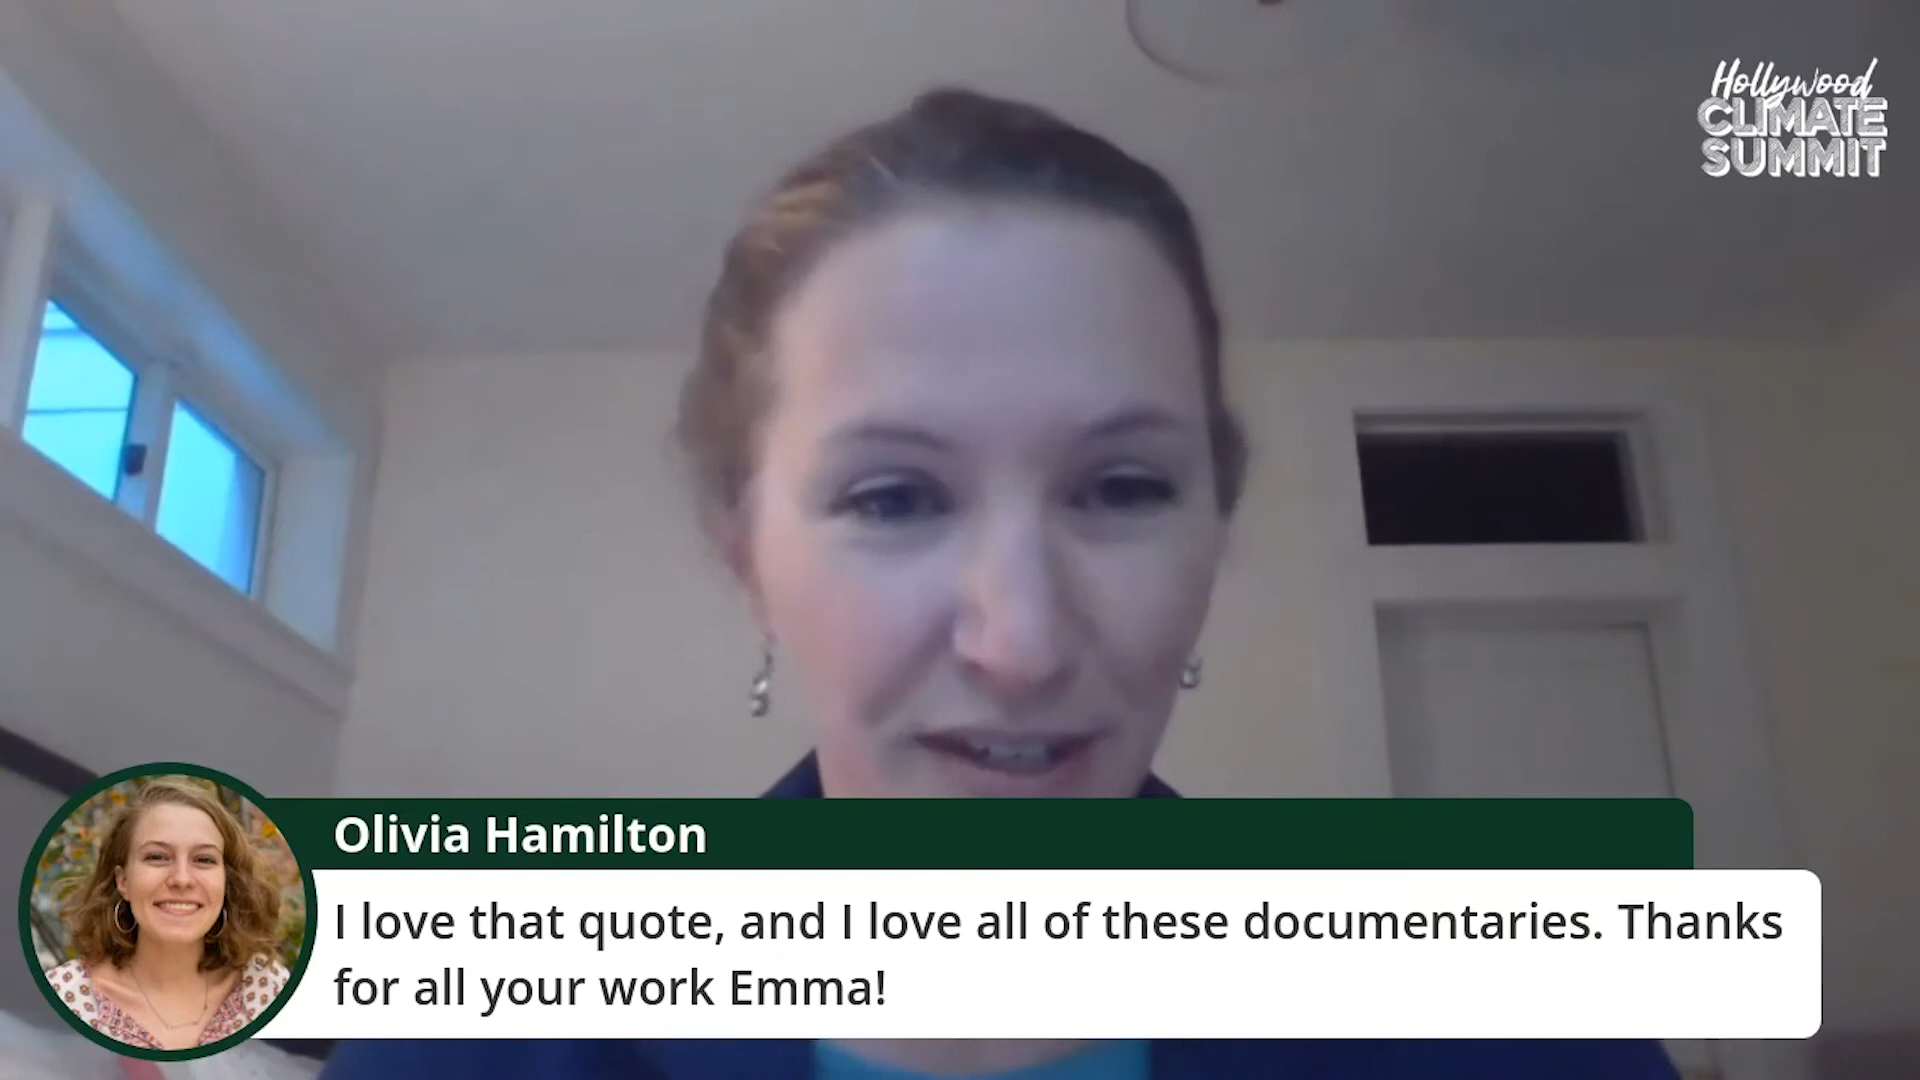 Hollywood
CLIMATE
SUMMIT
Olivia Hamilton
I love that quote, and I love all of these documentaries. Thanks
for all your work Emma!